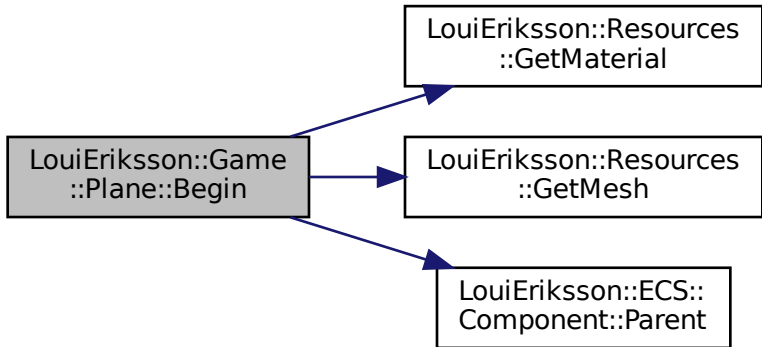 LouiEriksson::Game
::Plane::Begin
LouiEriksson::Resources
::GetMaterial
LouiEriksson::Resources
::GetMesh
LouiEriksson::ECS::
Component::Parent